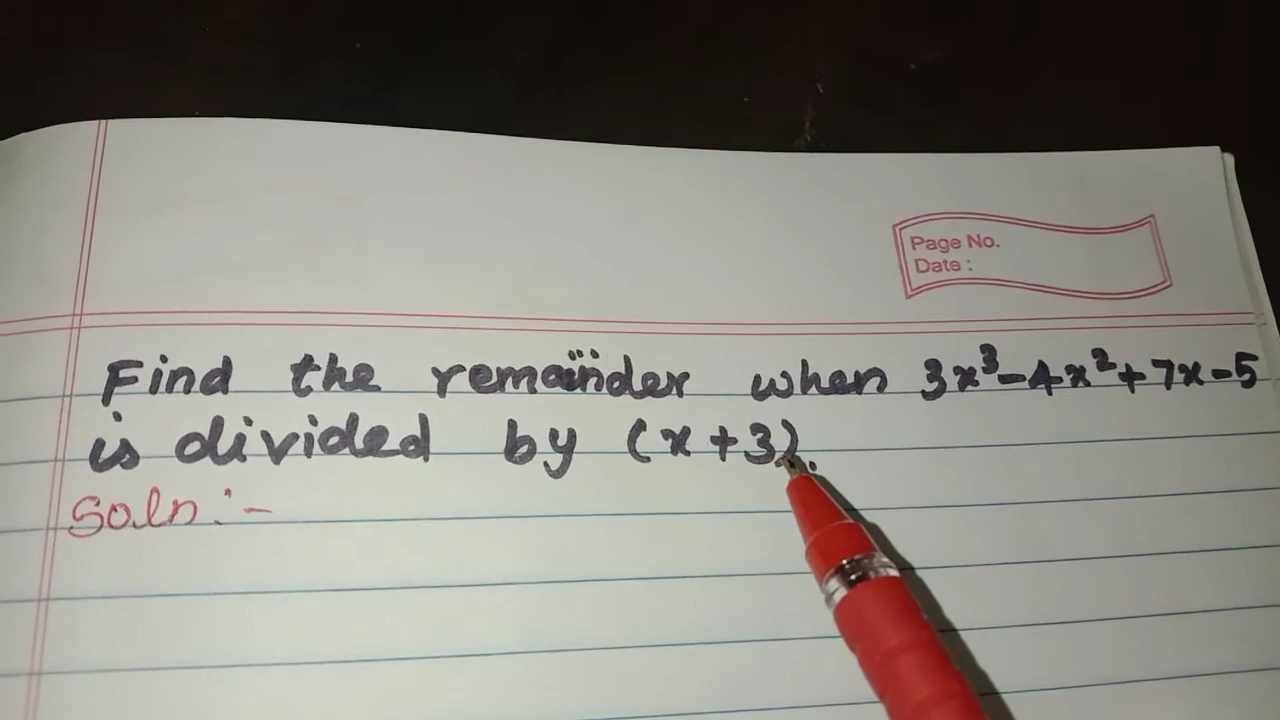 Page No.
Date :
Find the remainder when 3x³-4x²+7x-5
is divided by (x+3).
Soln :-